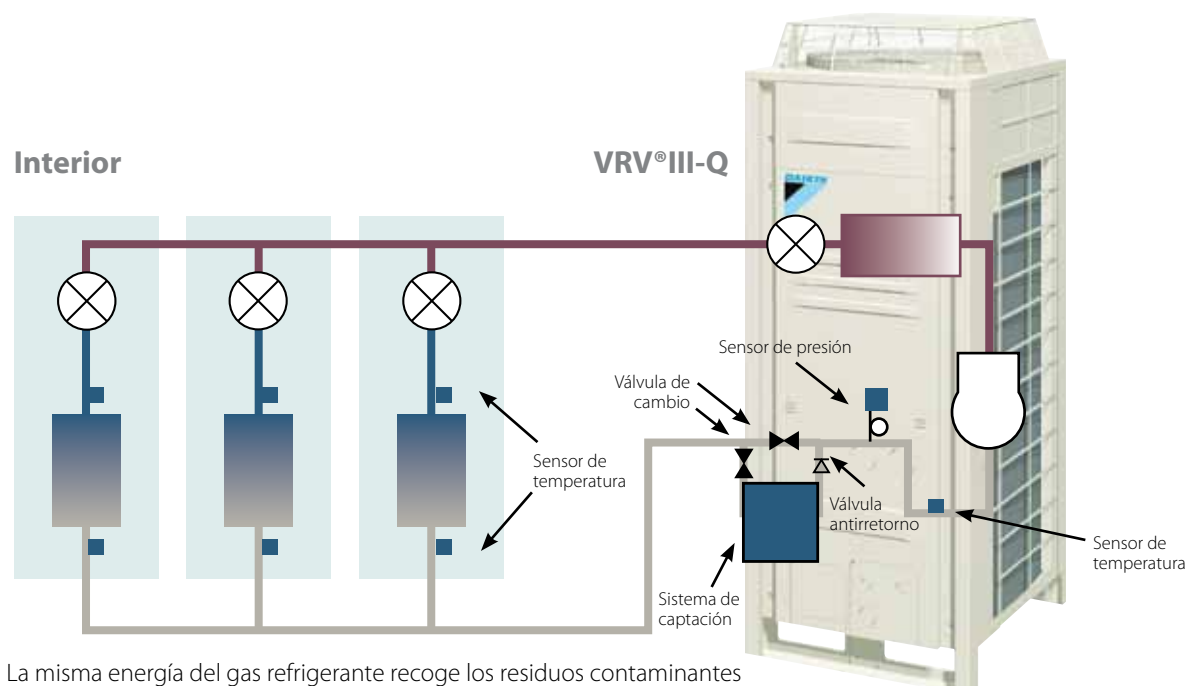 Interior
VRV®III-Q
DAIKIN
Sensor de presión
Válvula de
cambio
Sensor de
temperatura
Válvula
antirretorno
Sensor de
temperatura
Sistema de
captación
La misma energía del gas refrigerante recoge los residuos contaminantes